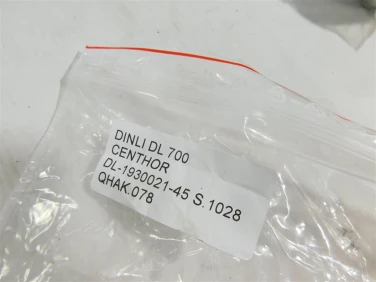 DINLI DL 700
CENTHOR
DL-1930021-45 S.1028
QHAK.078